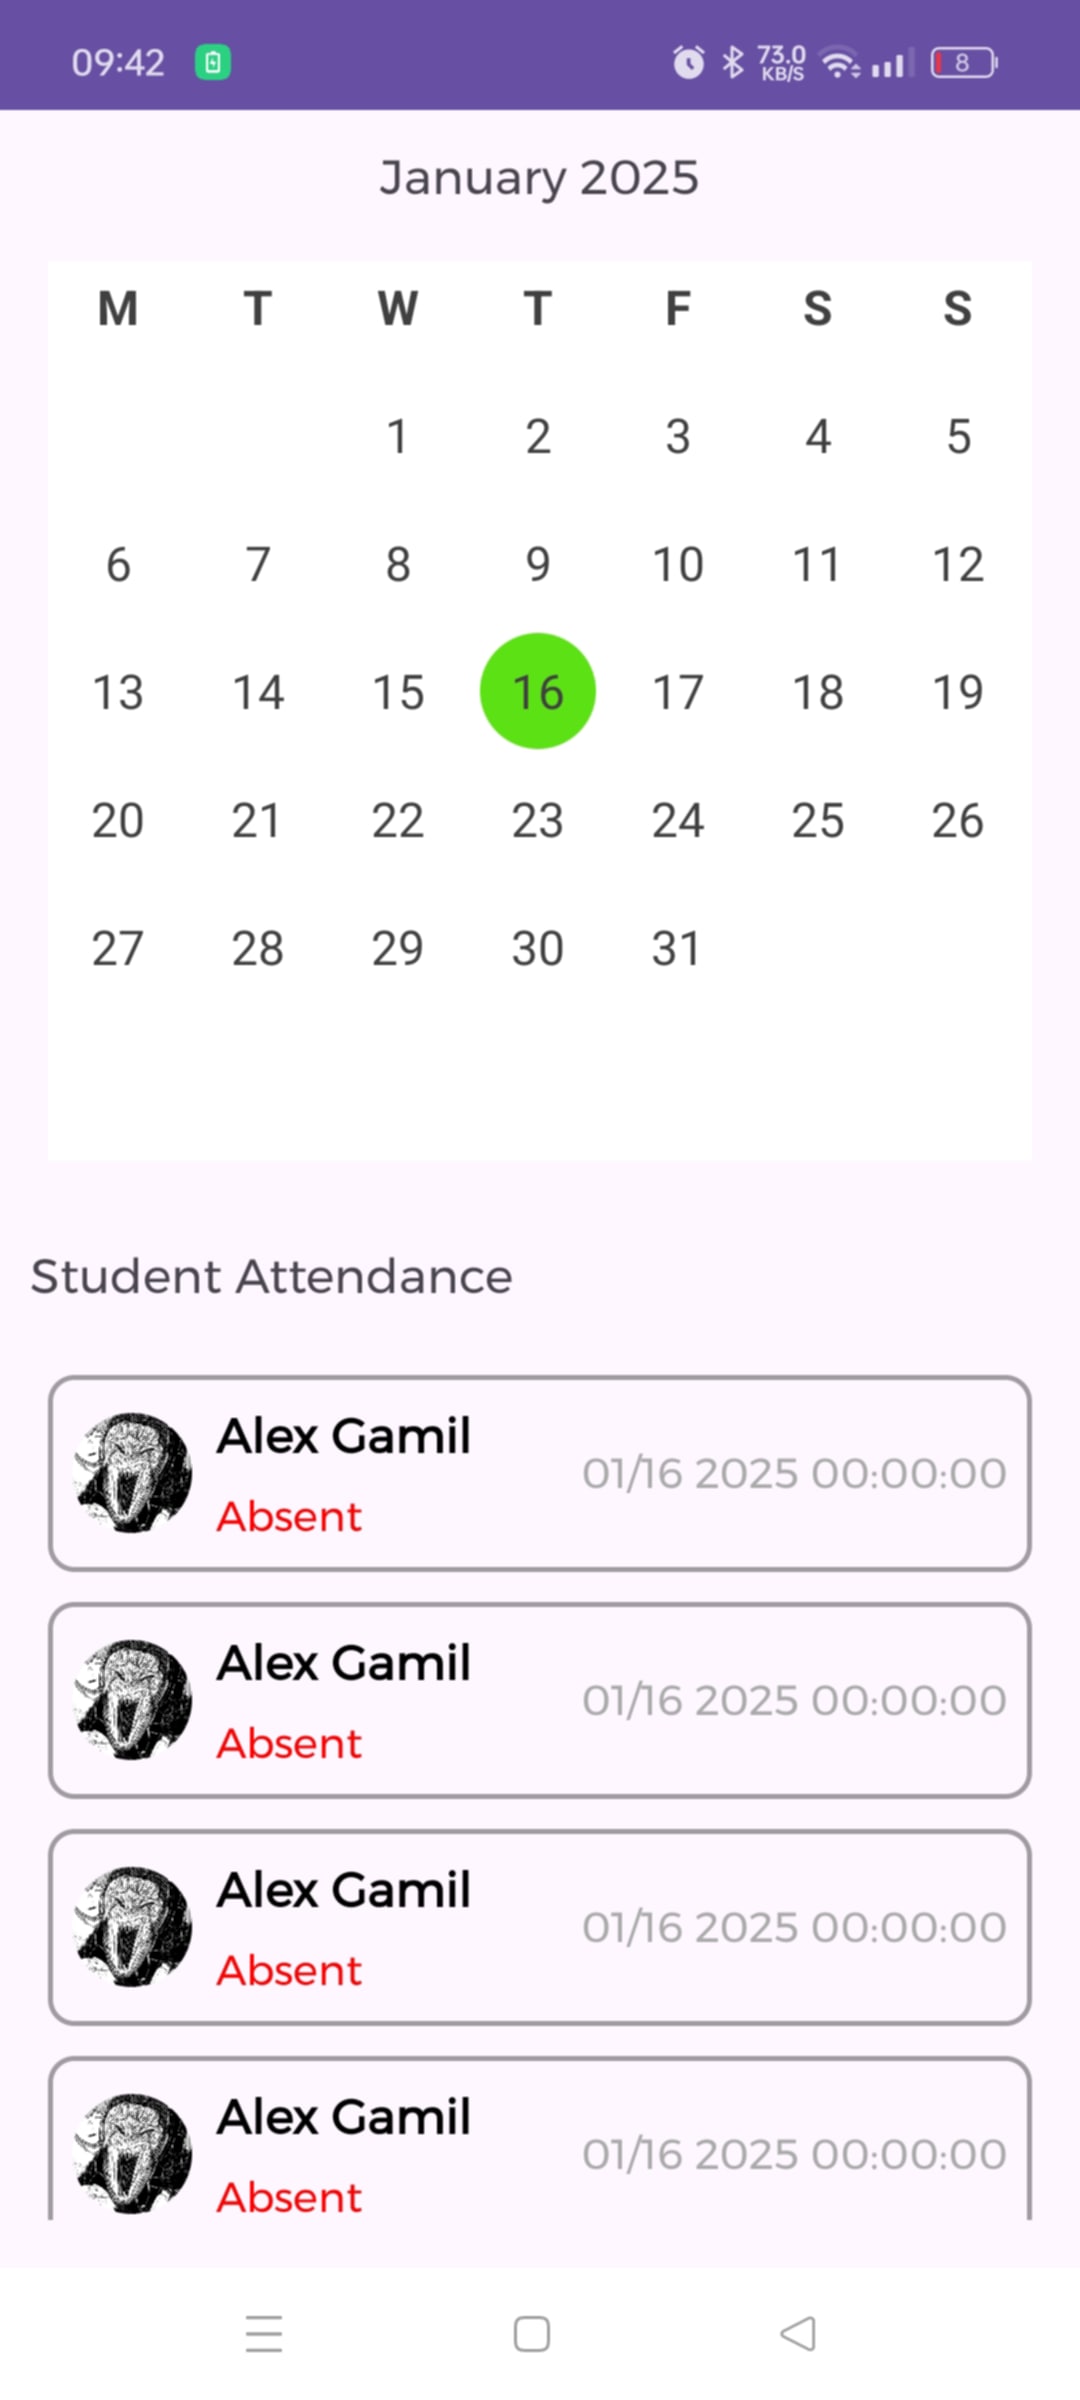 09:42 73.0 KB/S 8
January 2025
M T W T F S S
1 2 3 4 5
6 7 8 9 10 11 12
13 14 15 16 17 18 19
20 21 22 23 24 25 26
27 28 29 30 31
Student Attendance
Alex Gamil
01/16 2025 00:00:00
Absent
Alex Gamil
01/16 2025 00:00:00
Absent
Alex Gamil
01/16 2025 00:00:00
Absent
Alex Gamil
01/16 2025 00:00:00
Absent